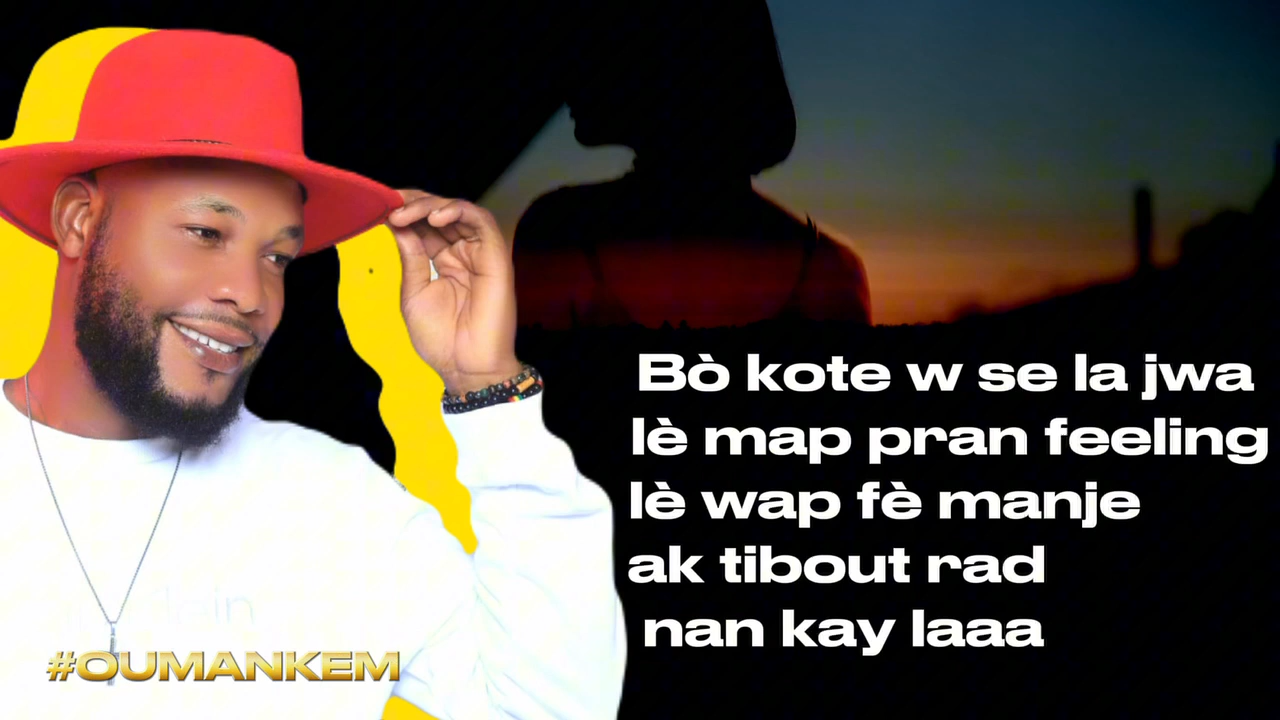 Bò kote w se la jwa
lè map pran feeling
lè wap fè manje
ak tibout rad
nan kay laaa
#OUMANKEM